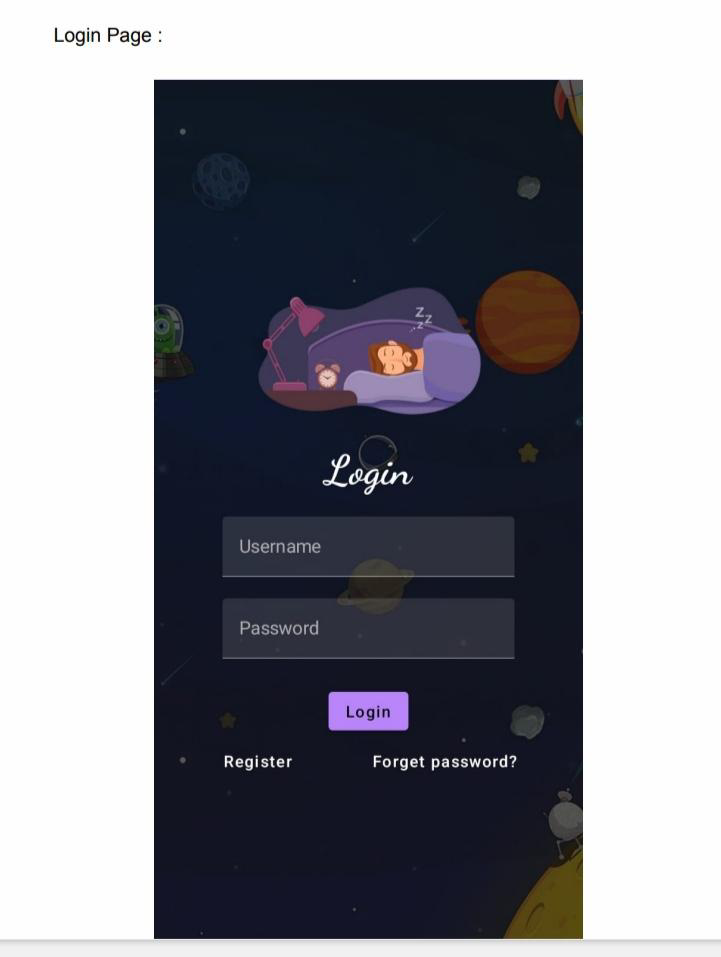 Login Page :
Z
Z
Z
Login
Username
Password
Login
Register Forget password?